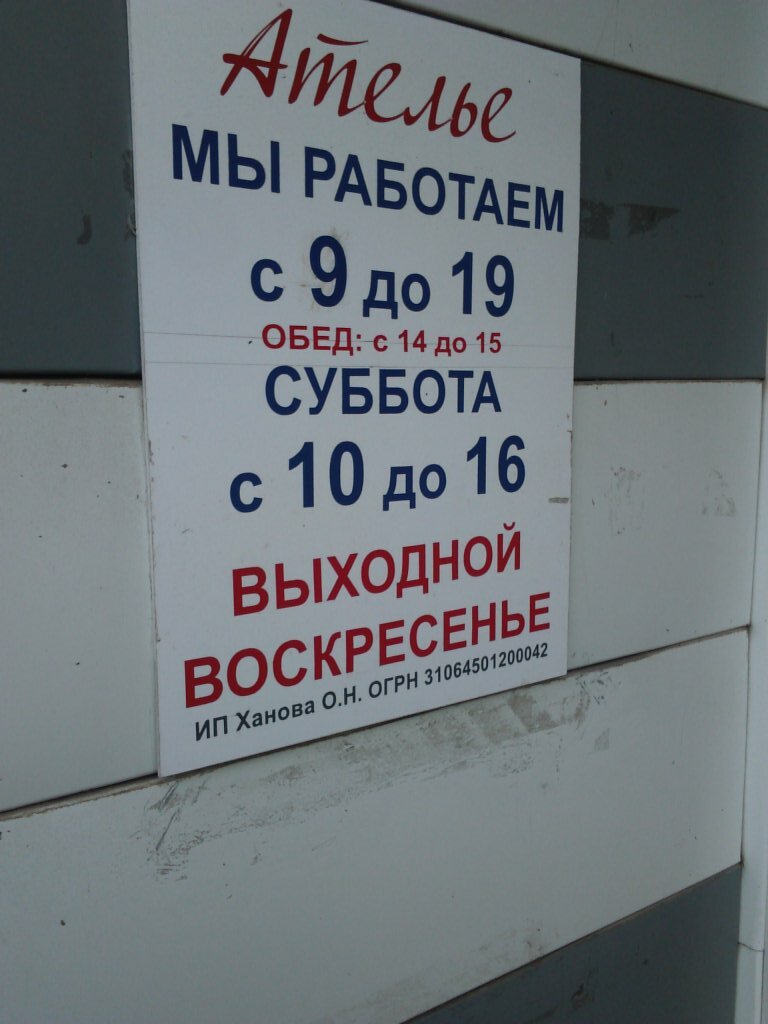 Ателье
МЫ РАБОТАЕМ
с 9 до 19
ОБЕД: с 14 до 15
СУББОТА
с 10 до 16
ВЫХОДНОЙ
ВОСКРЕСЕНЬЕ
ИП Ханова О.Н. ОГРН 31064501200042